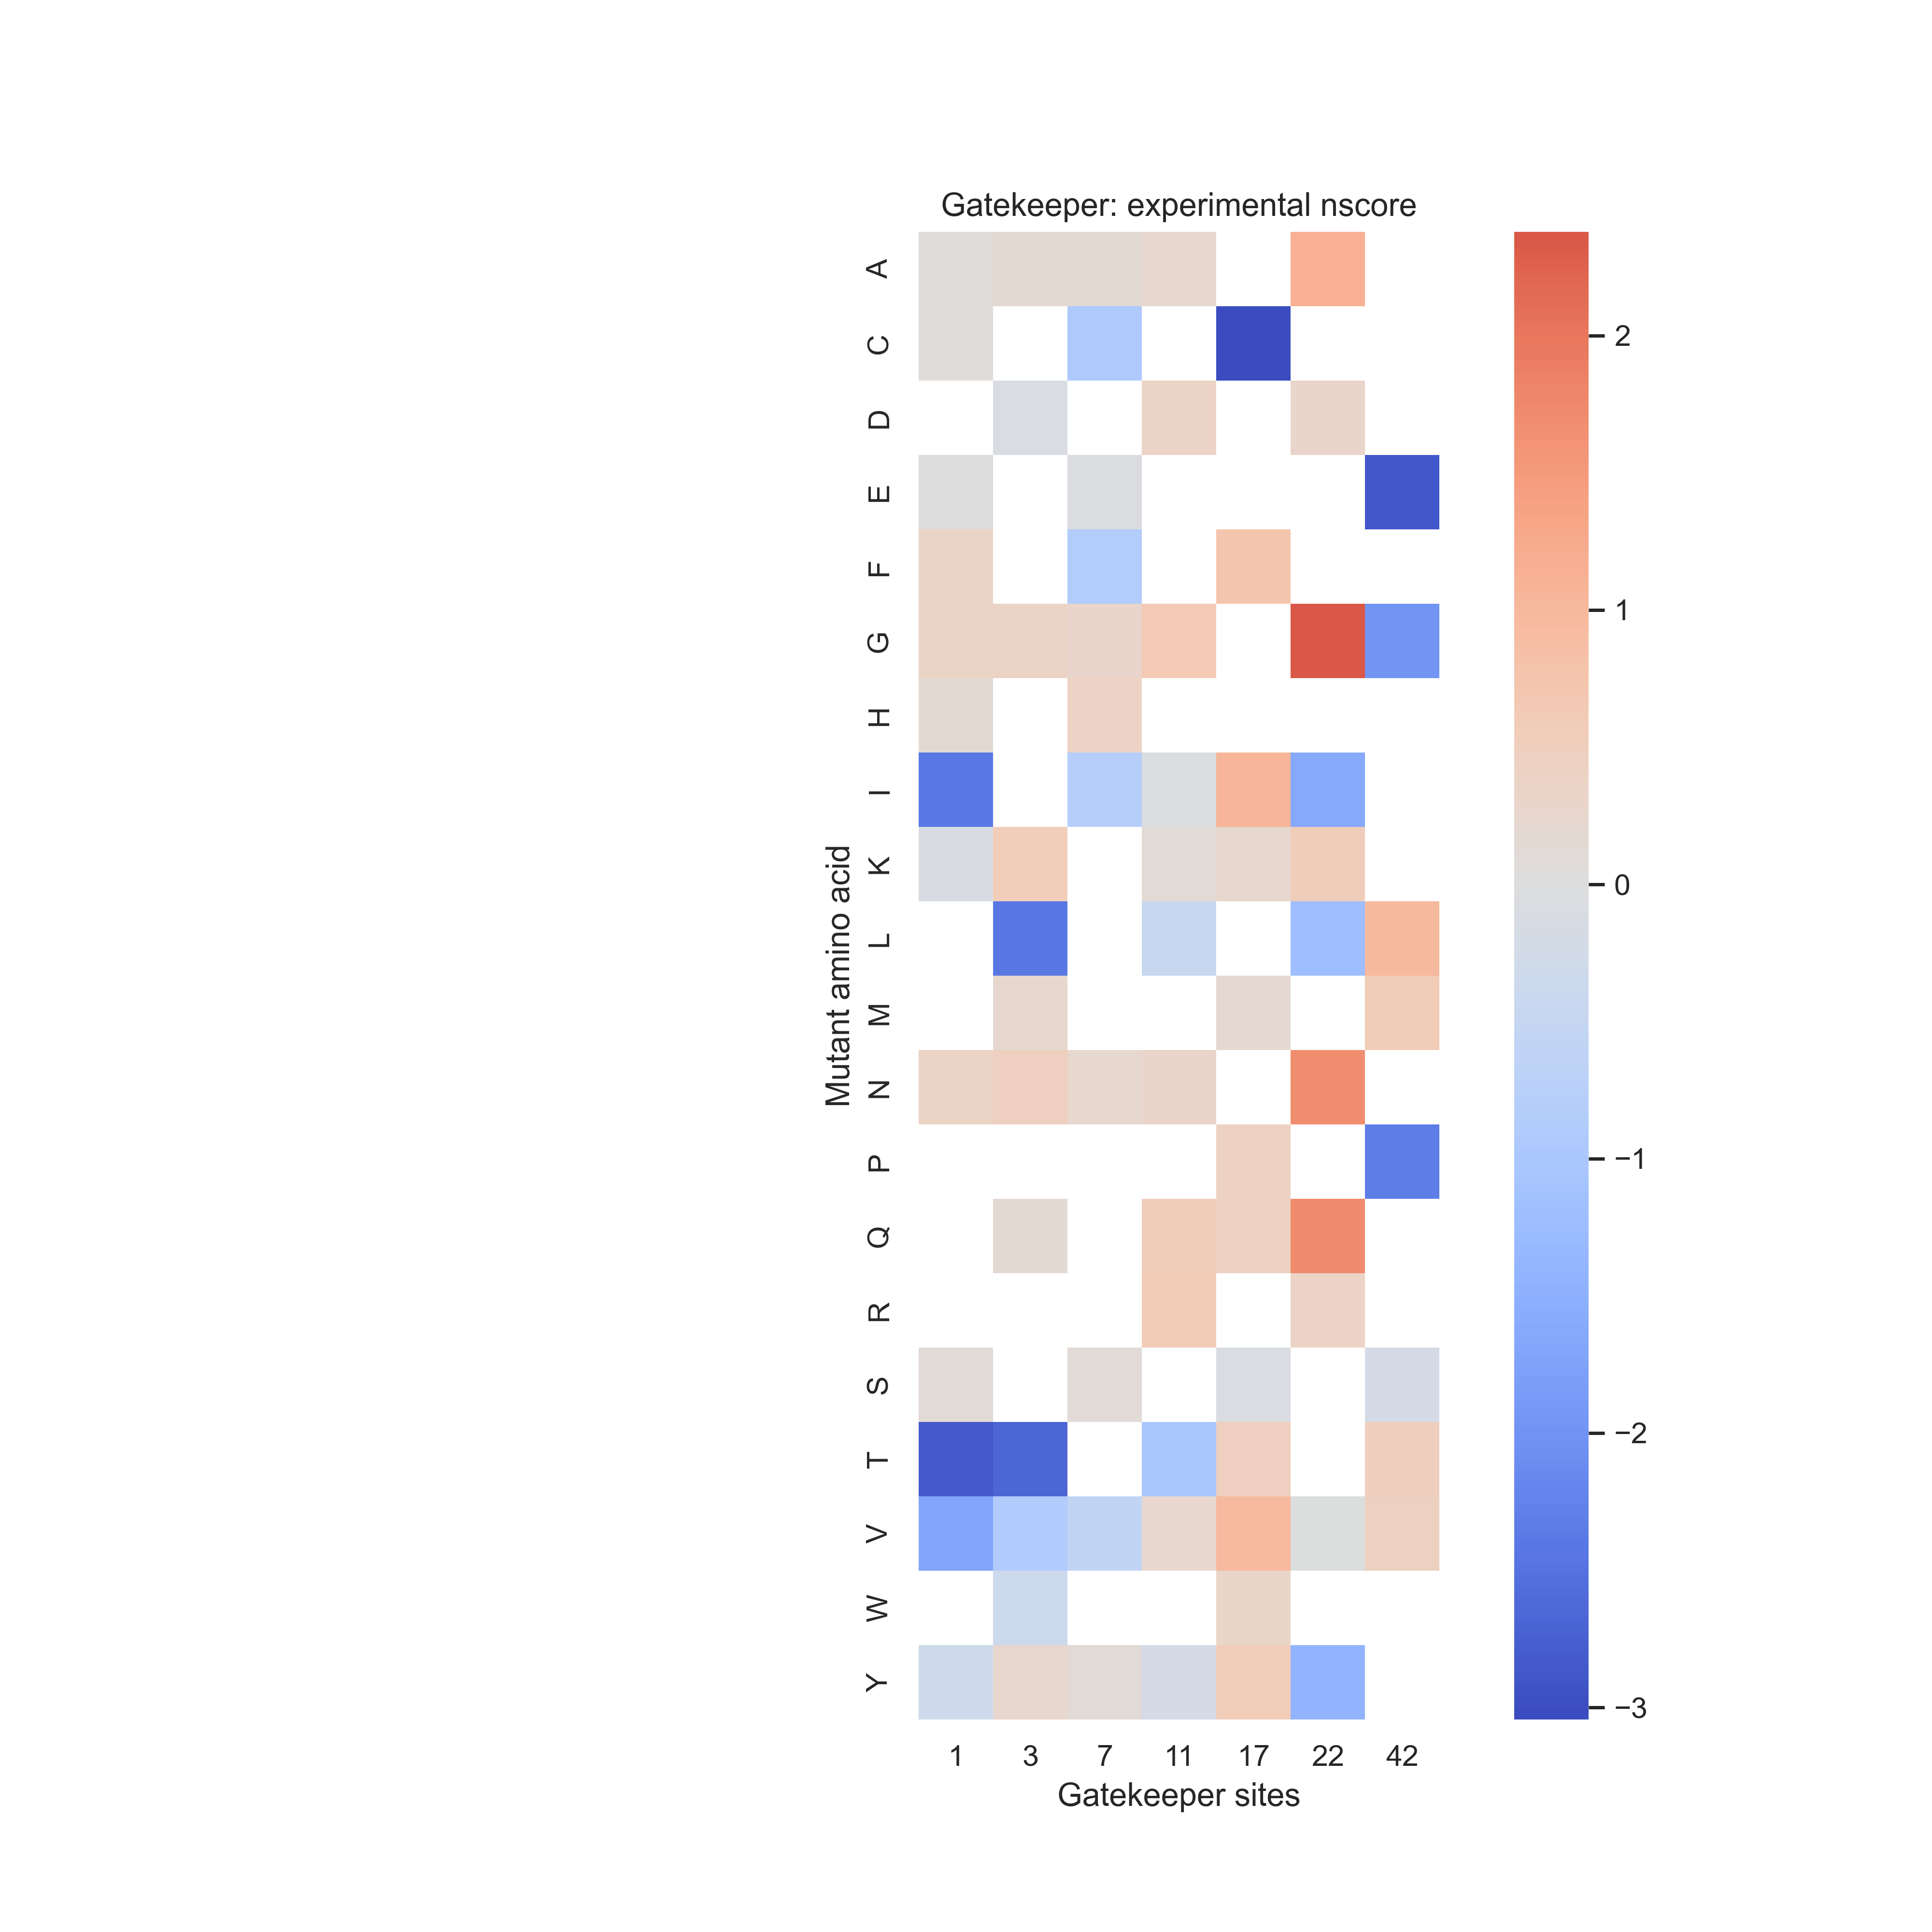 Gatekeeper: experimental nscore
Mutant amino acid
A
C
D
E
F
G
H
I
K
L
M
N
P
Q
R
S
T
V
W
Y
1 3 7 11 17 22 42
Gatekeeper sites
2
1
0
−1
−2
−3